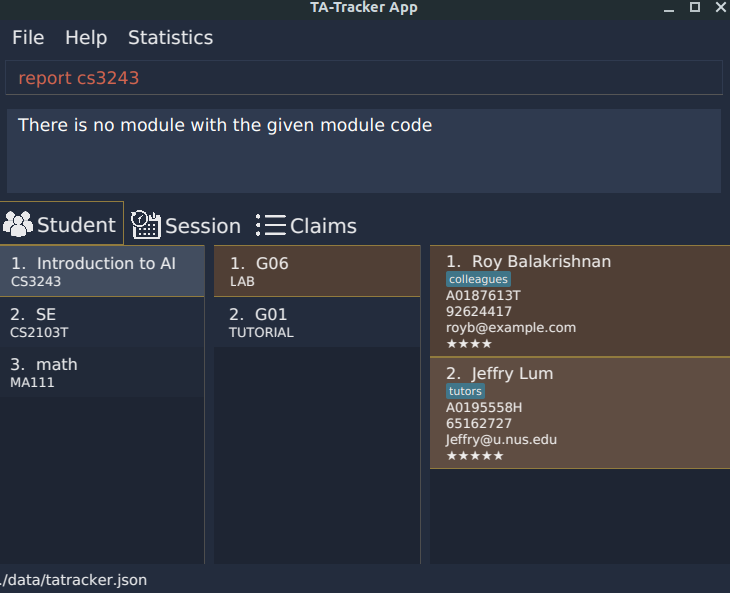 TA-Tracker App
File Help Statistics
report cs3243
There is no module with the given module code
Student Session Claims
1. Introduction to AI
CS3243
2. SE
CS2103T
3. math
MA111
1. G06
LAB
2. G01
TUTORIAL
1. Roy Balakrishnan
colleagues
A0187613T
92624417
royb@example.com
★★★★
2. Jeffry Lum
tutors
A0195558H
65162727
Jeffry@u.nus.edu
★★★★★
./data/tatracker.json